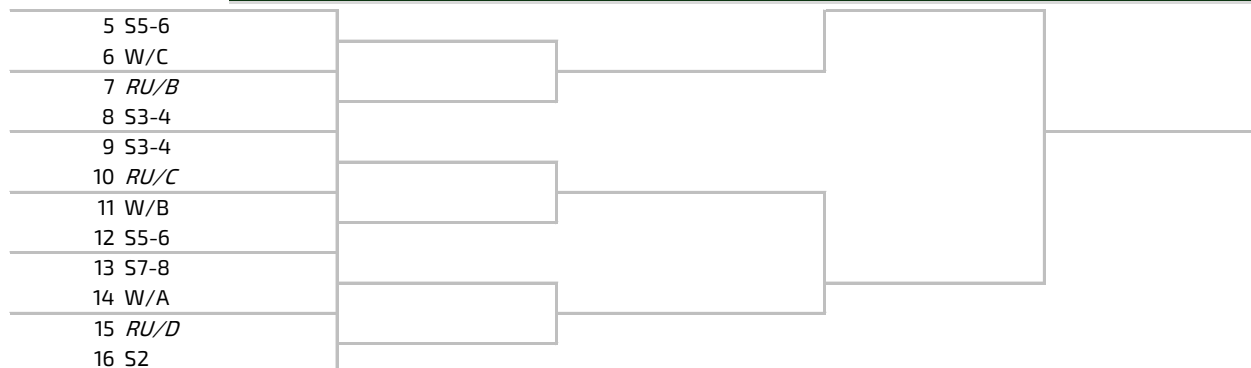 5 S5-6
6 W/C
7 RU/B
8 S3-4
9 S3-4
10 RU/C
11 W/B
12 S5-6
13 S7-8
14 W/A
15 RU/D
16 S2